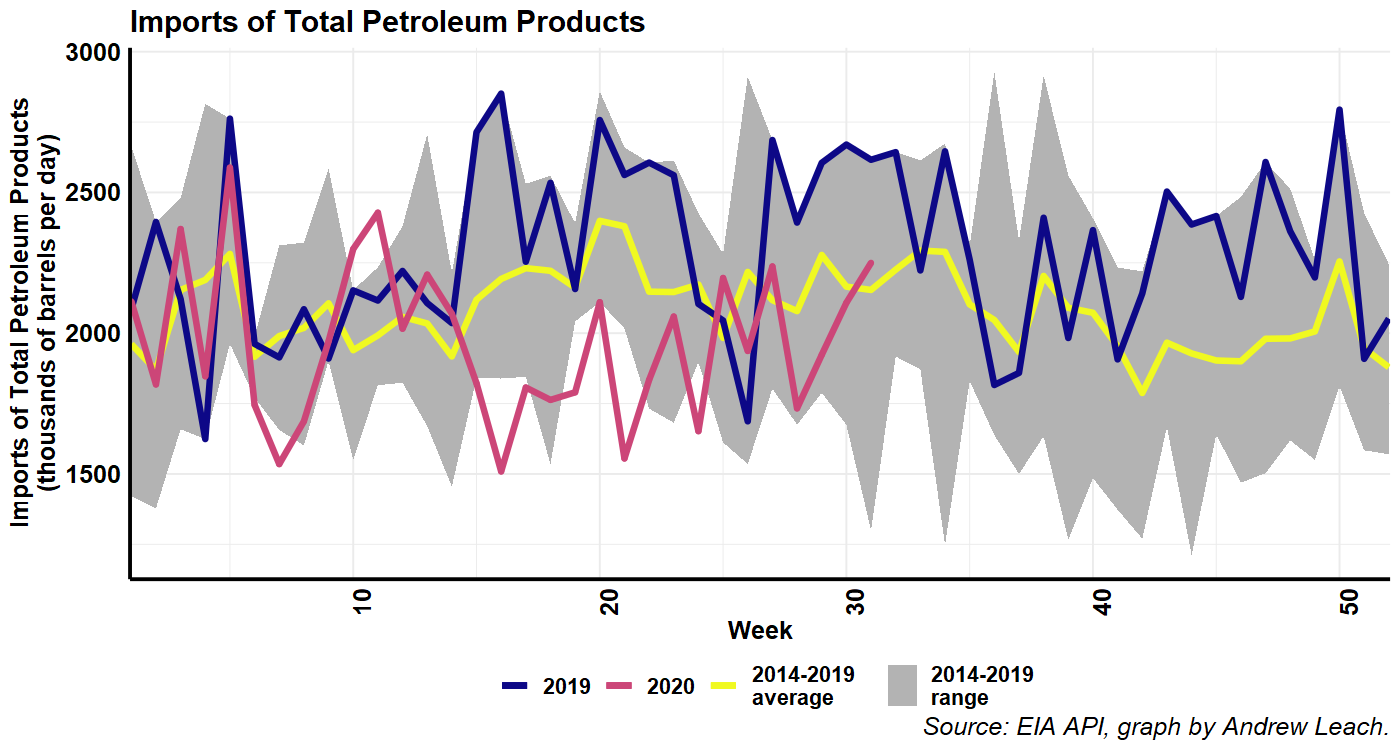 Imports of Total Petroleum Products
Imports of Total Petroleum Products
(thousands of barrels per day)
3000
2500
2000
1500
10
20
30
40
50
Week
2019
2020
2014-2019
average
2014-2019
range
Source: EIA API, graph by Andrew Leach.